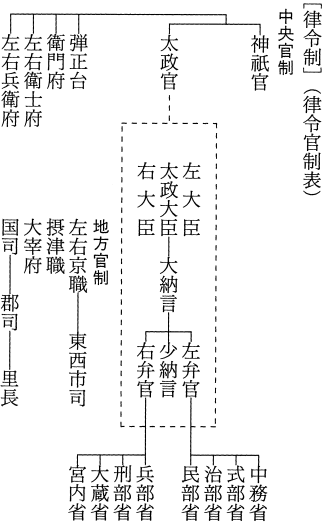 ［律令制］（律令官制表）
中央官制
神祇官
太政官
弾正台
衛門府
左右衛士府
左右兵衛府
左大臣
太政大臣―大納言
右大臣
左弁官
少納言
右弁官
中務省
式部省
治部省
民部省
兵部省
刑部省
大蔵省
宮内省
地方官制
左右京職―東西市司
摂津職
大宰府
国司―郡司―里長